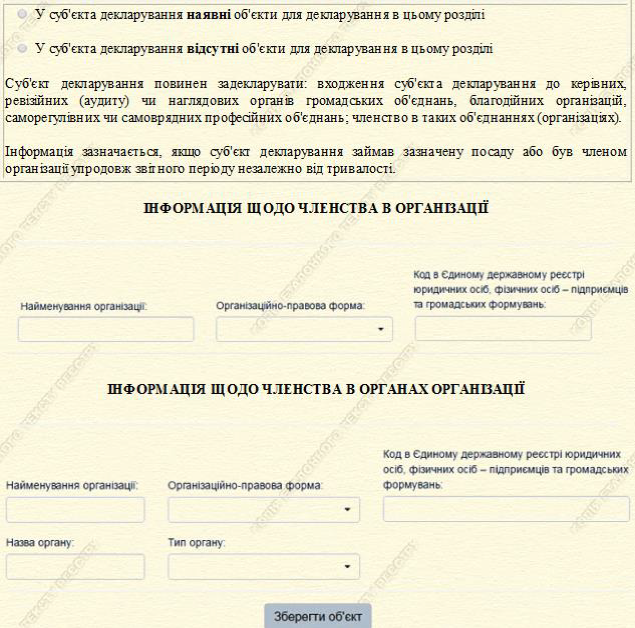 У суб'єкта декларування наявні об'єкти для декларування в цьому розділі
У суб'єкта декларування відсутні об'єкти для декларування в цьому розділі
Суб'єкт декларування повинен задекларувати: входження суб'єкта декларування до керівних,
ревізійних (аудиту) чи наглядових органів громадських об'єднань, благодійних організацій,
саморегулівних чи самоврядних професійних об'єднань; членство в таких об'єднаннях (організаціях).
Інформація зазначається, якщо суб'єкт декларування займав зазначену посаду або був членом
організації упродовж звітного періоду незалежно від тривалості.
ІНФОРМАЦІЯ ЩОДО ЧЛЕНСТВА В ОРГАНІЗАЦІЇ
Найменування організації:
Організаційно-правова форма:
Код в Єдиному державному реєстрі
юридичних осіб, фізичних осіб – підприємців
та громадських формувань:
ІНФОРМАЦІЯ ЩОДО ЧЛЕНСТВА В ОРГАНАХ ОРГАНІЗАЦІЇ
Найменування організації:
Організаційно-правова форма:
Код в Єдиному державному реєстрі юридичних
осіб, фізичних осіб – підприємців та громадських
формувань:
Назва органу:
Тип органу:
Зберегти об'єкт